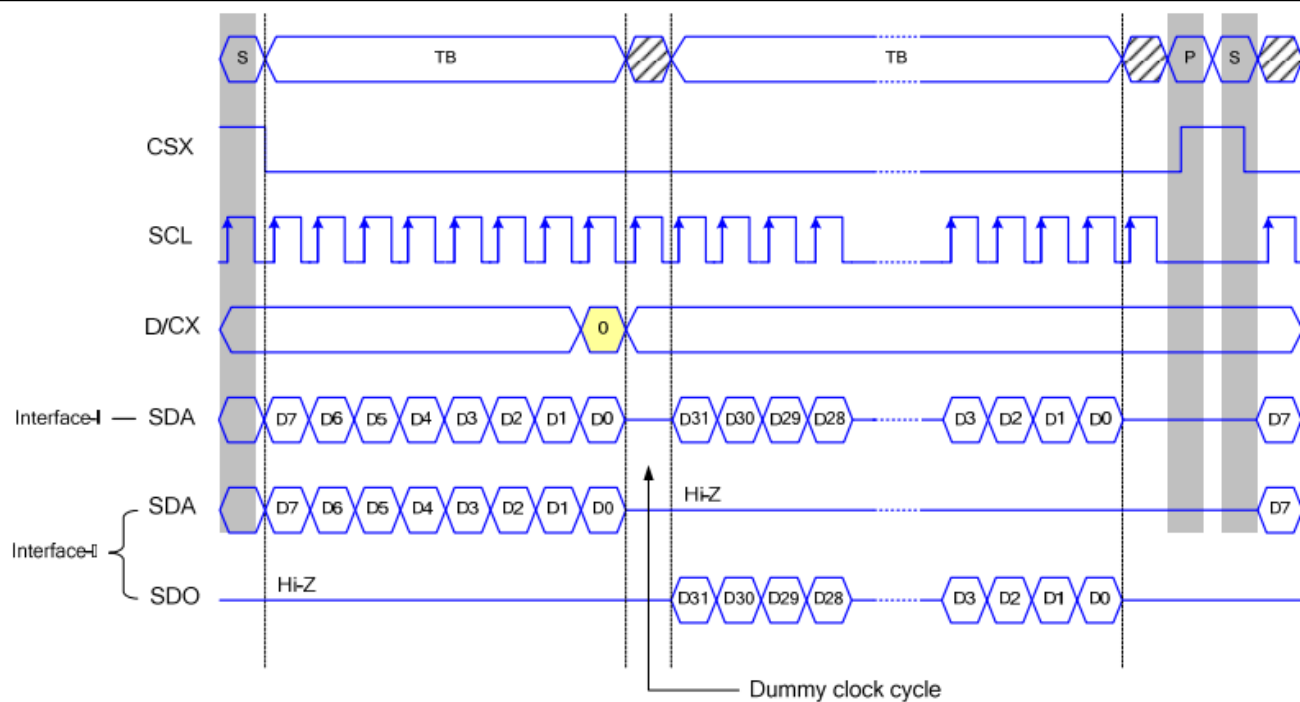 S TB TB P S
CSX
SCL
D/CX 0
Interface-I SDA D7 D6 D5 D4 D3 D2 D1 D0 D31 D30 D29 D28 D3 D2 D1 D0 D7
SDA D7 D6 D5 D4 D3 D2 D1 D0 Hi-Z D7
Interface-
SDO Hi-Z D31 D30 D29 D28 D3 D2 D1 D0
Dummy clock cycle